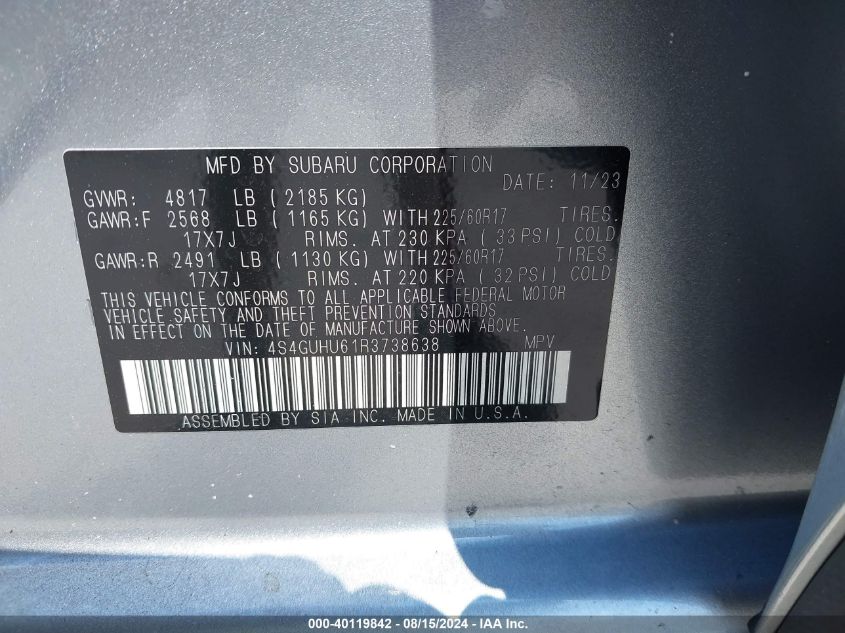 MFD BY SUBARU CORPORATION
DATE: 11/23
GVWR: 4817 LB ( 2185 KG)
GAWR:F 2568 LB ( 1165 KG) WITH 225/60R17 TIRES.
17X7J RIMS. AT 230 KPA ( 33 PSI) COLD
GAWR:R 2491 LB ( 1130 KG) WITH 225/60R17 TIRES.
17X7J RIMS. AT 220 KPA ( 32 PSI) COLD
THIS VEHICLE CONFORMS TO ALL APPLICABLE FEDERAL MOTOR
VEHICLE SAFETY AND THEFT PREVENTION STANDARDS
IN EFFECT ON THE DATE OF MANUFACTURE SHOWN ABOVE.
VIN: 4S4GUHU61R3738638 MPV
ASSEMBLED BY SIA INC. MADE IN U.S.A.
000-40119842 - 08/15/2024 - IAA Inc.